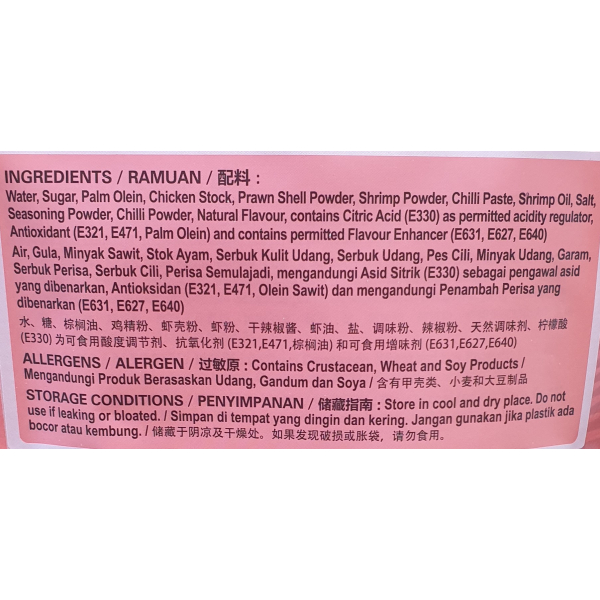 INGREDIENTS / RAMUAN / 配料 :
Water, Sugar, Palm Olein, Chicken Stock, Prawn Shell Powder, Shrimp Powder, Chilli Paste, Shrimp Oil, Salt,
Seasoning Powder, Chilli Powder, Natural Flavour, contains Citric Acid (E330) as permitted acidity regulator,
Antioxidant (E321, E471, Palm Olein) and contains permitted Flavour Enhancer (E631, E627, E640)
Air, Gula, Minyak Sawit, Stok Ayam, Serbuk Kulit Udang, Serbuk Udang, Pes Cili, Minyak Udang, Garam,
Serbuk Perisa, Serbuk Cili, Perisa Semulajadi, mengandungi Asid Sitrik (E330) sebagai pengawal asid
yang dibenarkan, Antioksidan (E321, E471, Olein Sawit) dan mengandungi Penambah Perisa yang
dibenarkan (E631, E627, E640)
水、糖、棕榈油、鸡精粉、虾壳粉、虾粉、干辣椒酱、虾油、盐、调味粉、辣椒粉、天然调味剂、柠檬酸
(E330) 为可食用酸度调节剂、抗氧化剂 (E321,E471,棕榈油) 和可食用增味剂 (E631,E627,E640)
ALLERGENS / ALERGEN / 过敏原 : Contains Crustacean, Wheat and Soy Products /
Mengandungi Produk Berasaskan Udang, Gandum dan Soya / 含有甲壳类、小麦和大豆制品
STORAGE CONDITIONS / PENYIMPANAN / 储藏指南 : Store in cool and dry place. Do not
use if leaking or bloated. / Simpan di tempat yang dingin dan kering. Jangan gunakan jika plastik ada
bocor atau kembung. / 储藏于阴凉及干燥处。如果发现破损或胀袋，请勿食用。